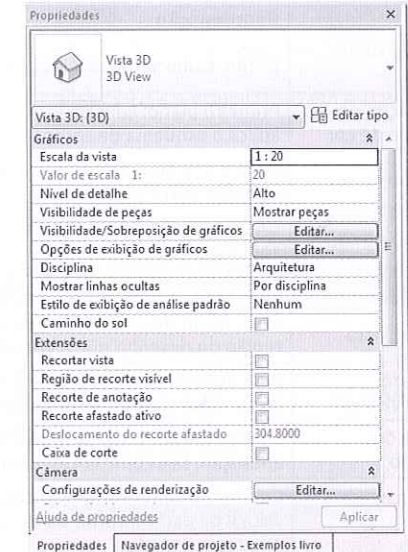 Propriedades
Vista 3D
3D View
Vista 3D: {3D} Editar tipo
Gráficos
Escala da vista 1 : 20
Valor de escala 1: 20
Nível de detalhe Alto
Visibilidade de peças Mostrar peças
Visibilidade/Sobreposição de gráficos Editar...
Opções de exibição de gráficos Editar...
Disciplina Arquitetura
Mostrar linhas ocultas Por disciplina
Estilo de exibição de análise padrão Nenhum
Caminho do sol
Extensões
Recortar vista
Região de recorte visível
Recorte de anotação
Recorte afastado ativo
Deslocamento do recorte afastado 304.8000
Caixa de corte
Câmera
Configurações de renderização Editar...
Ajuda de propriedades Aplicar
Propriedades Navegador de projeto - Exemplos livro